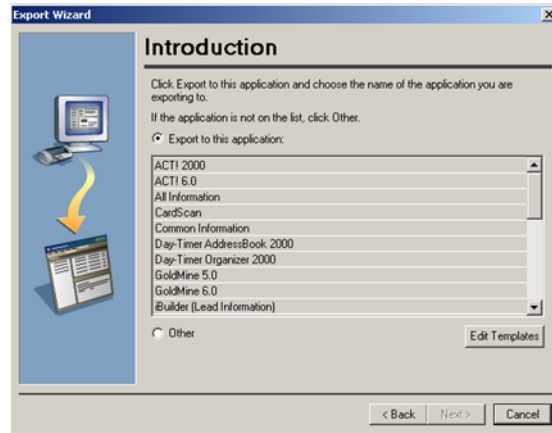 Export Wizard
Introduction
Click Export to this application and choose the name of the application you are
exporting to.
If the application is not on the list, click Other.
Export to this application:
ACT! 2000
ACT! 6.0
All Information
CardScan
Common Information
Day-Timer AddressBook 2000
Day-Timer Organizer 2000
GoldMine 5.0
GoldMine 6.0
iBuilder (Lead Information)
Other
Edit Templates
< Back
Next >
Cancel